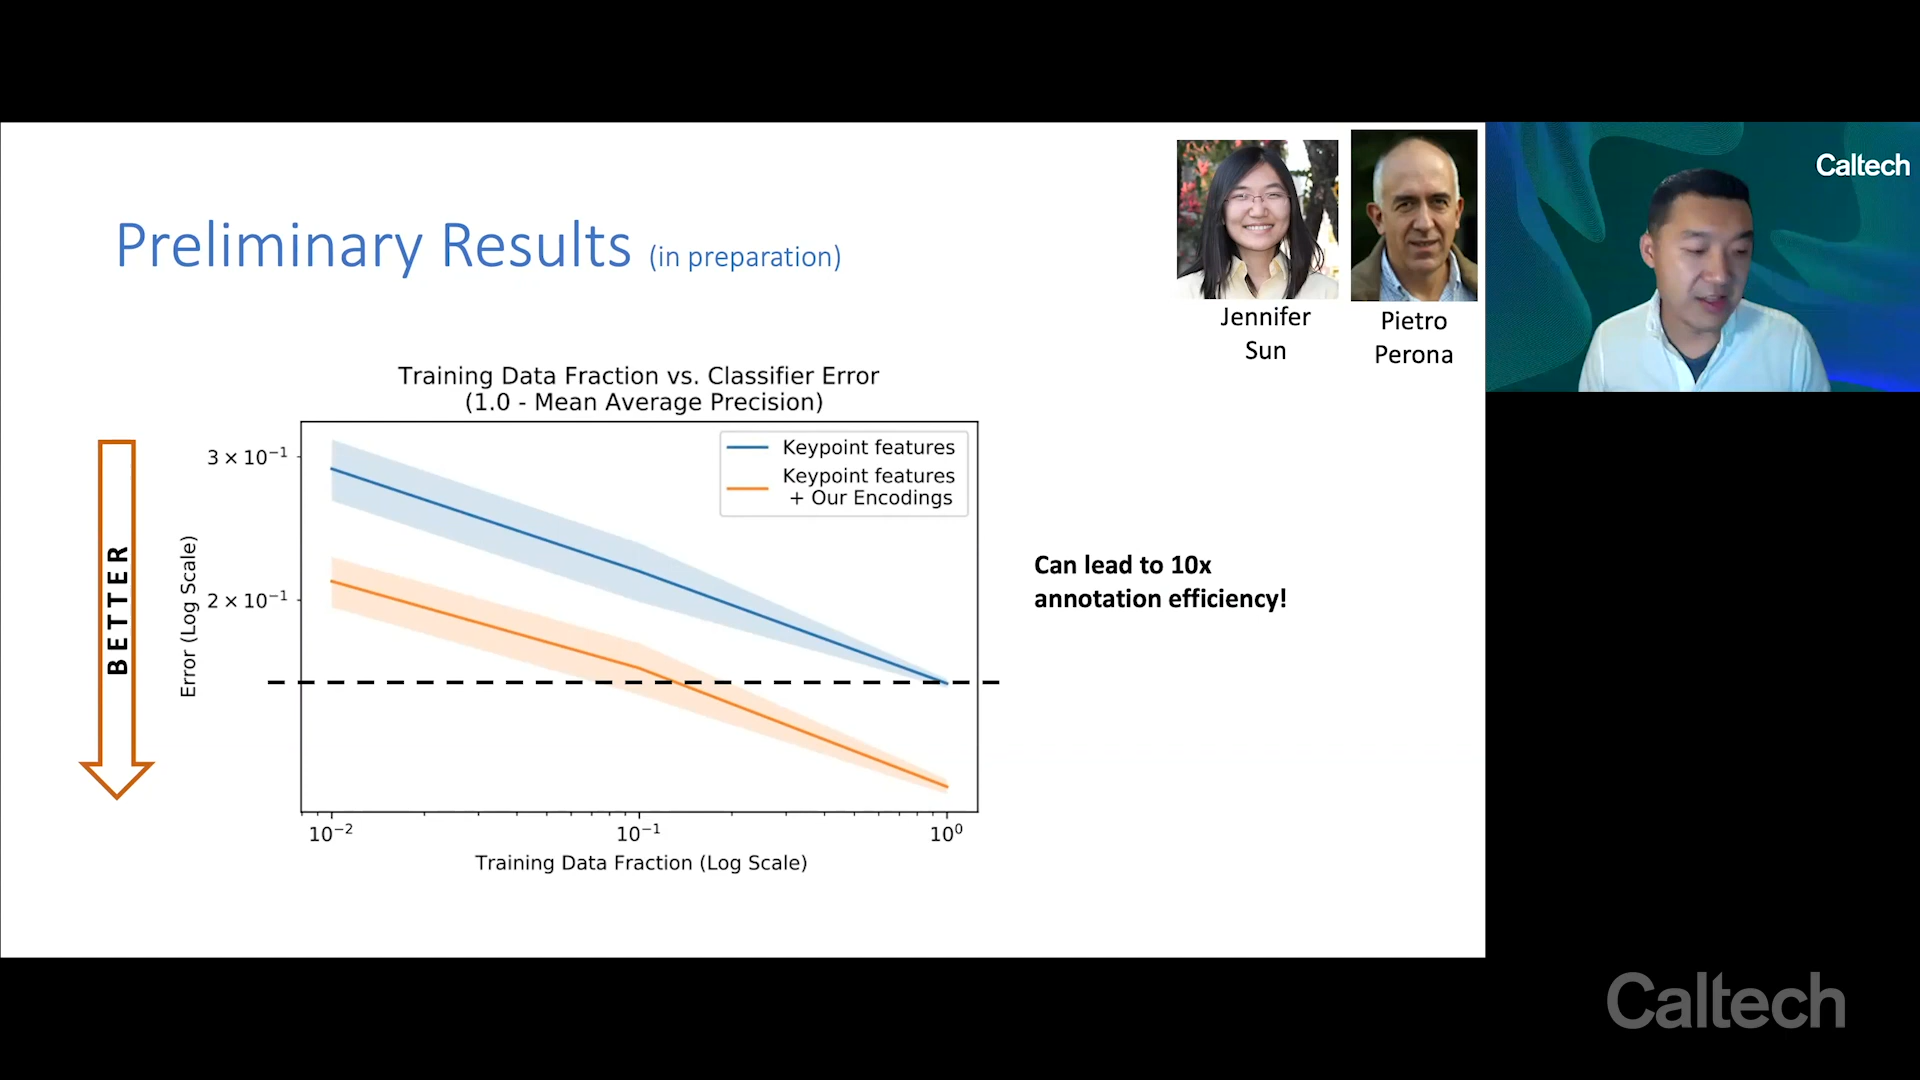 Preliminary Results (in preparation)
Jennifer
Sun
Pietro
Perona
Caltech
Training Data Fraction vs. Classifier Error
(1.0 - Mean Average Precision)
BETTER
Error (Log Scale)
3 × 10⁻¹
2 × 10⁻¹
Keypoint features
Keypoint features
+ Our Encodings
10⁻²
10⁻¹
10⁰
Training Data Fraction (Log Scale)
Can lead to 10x
annotation efficiency!
Caltech